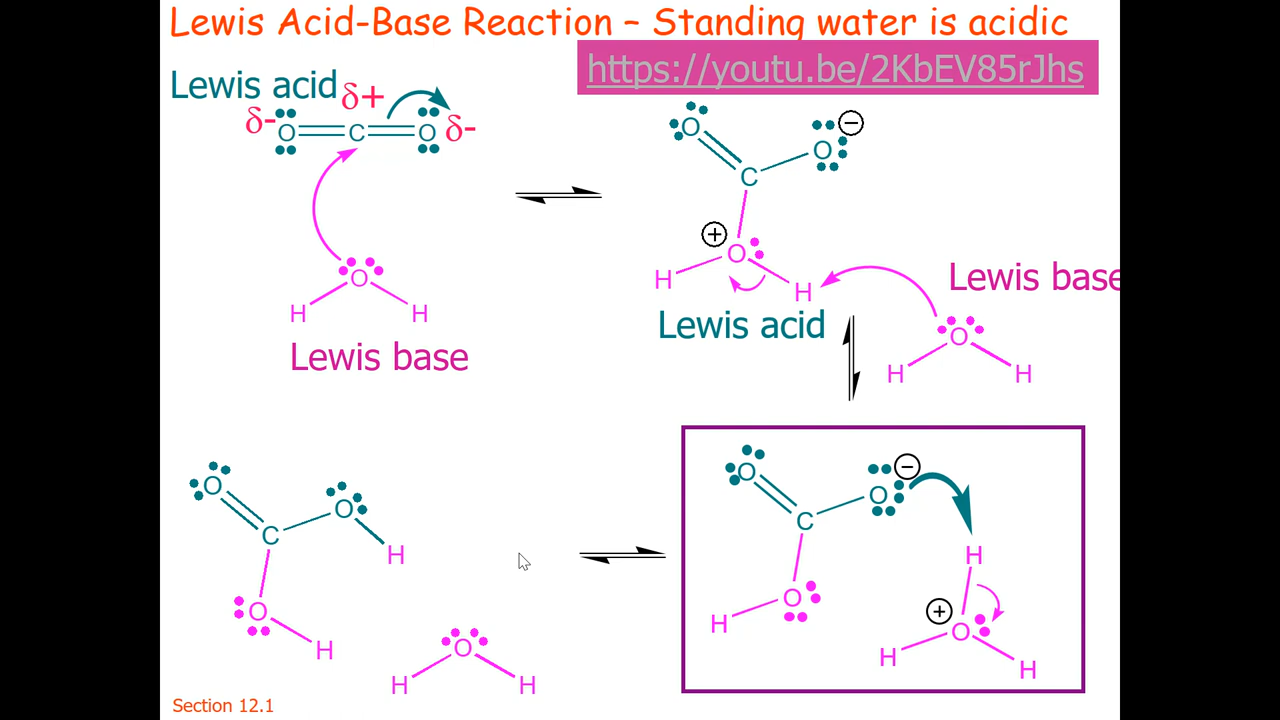 Lewis Acid-Base Reaction – Standing water is acidic
https://youtu.be/2KbEV85rJhs
Lewis acid
δ+
δ- O C O δ-
O
H H
Lewis base
O
O −
C
+
O
H
H
Lewis acid
Lewis base
O
H H
O
O
C
H
O
H
O
H H
O
O −
C
O
H
H
+
O
H
H
Section 12.1